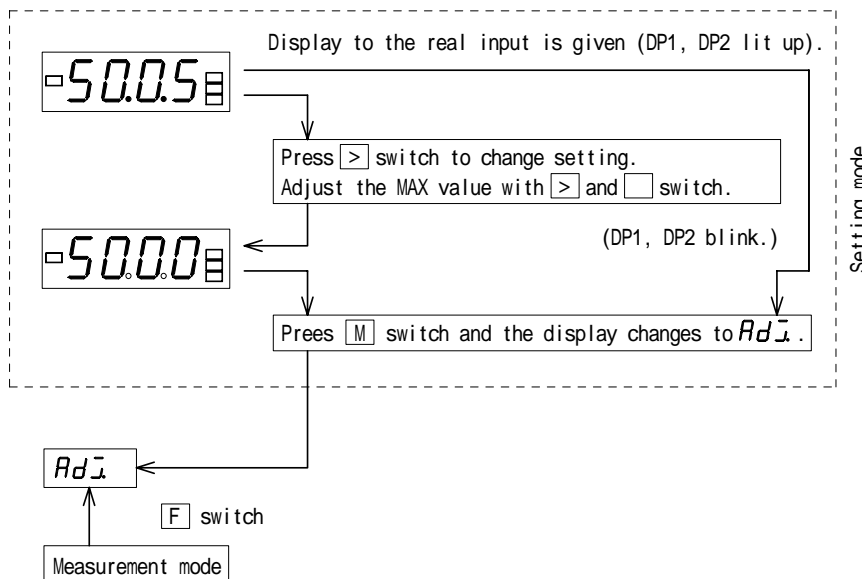 Display to the real input is given (DP1, DP2 lit up).
-50.0.5
Press > switch to change setting.
Adjust the MAX value with > and switch.
(DP1, DP2 blink.)
-50.0.0
Setting mode
Prees M switch and the display changes to Adj.
Adj.
F switch
Measurement mode